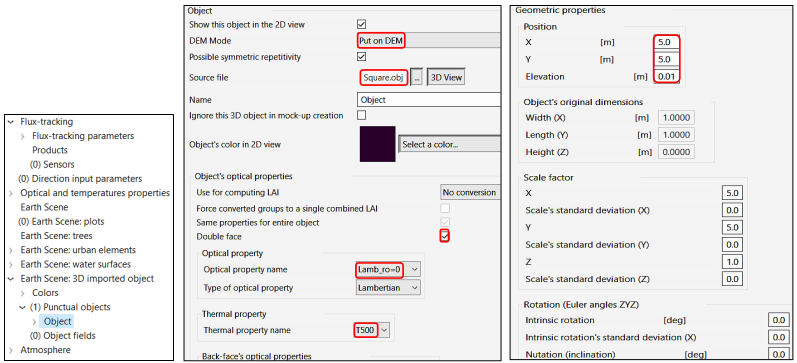 Flux-tracking
Flux-tracking parameters
Products
(0) Sensors
(0) Direction input parameters
Optical and temperatures properties
Earth Scene
(0) Earth Scene: plots
Earth Scene: trees
Earth Scene: urban elements
Earth Scene: water surfaces
Earth Scene: 3D imported object
Colors
(1) Punctual objects
Object
(0) Object fields
Atmosphere
Object
Show this object in the 2D view
DEM Mode Put on DEM
Possible symmetric repetitivity
Source file Square.obj ... 3D View
Name Object
Ignore this 3D object in mock-up creation
Object's color in 2D view Select a color...
Object's optical properties
Use for computing LAI No conversion
Force converted groups to a single combined LAI
Same properties for entire object
Double face
Optical property
Optical property name Lamb_ro=0
Type of optical property Lambertian
Thermal property
Thermal property name T500
Back-face's optical properties
Geometric properties
Position
X [m] 5.0
Y [m] 5.0
Elevation [m] 0.01
Object's original dimensions
Width (X) [m] 1.0000
Length (Y) [m] 1.0000
Height (Z) [m] 0.0000
Scale factor
X 5.0
Scale's standard deviation (X) 0.0
Y 5.0
Scale's standard deviation (Y) 0.0
Z 1.0
Scale's standard deviation (Z) 0.0
Rotation (Euler angles ZYZ)
Intrinsic rotation [deg] 0.0
Intrinsic rotation's standard deviation (X) 0.0
Nutation (inclination) [deg] 0.0